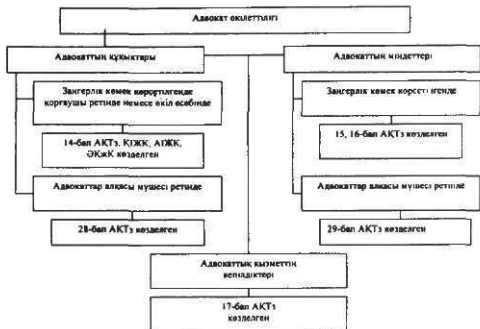 Адвокат өкілеттілігі
Адвокаттың құқықтары
Адвокаттың міндеттері
Заңгерлік көмек көрсетілгенде
қорғаушы ретінде немесе өкіл есебінде
Заңгерлік көмек көрсетілгенде
14-бап АҚТз, ҚІЖК, АІЖК,
ӘҚжК көзделген
15, 16-бап АҚТз
көзделген
Адвокаттар алқасы мүшесі ретінде
Адвокаттар алқасы мүшесі ретінде
28-бап АҚТз көзделген
29-бап АҚТз көзделген
Адвокаттық қызметтің
кепілдіктері
17-бап АҚТз
көзделген